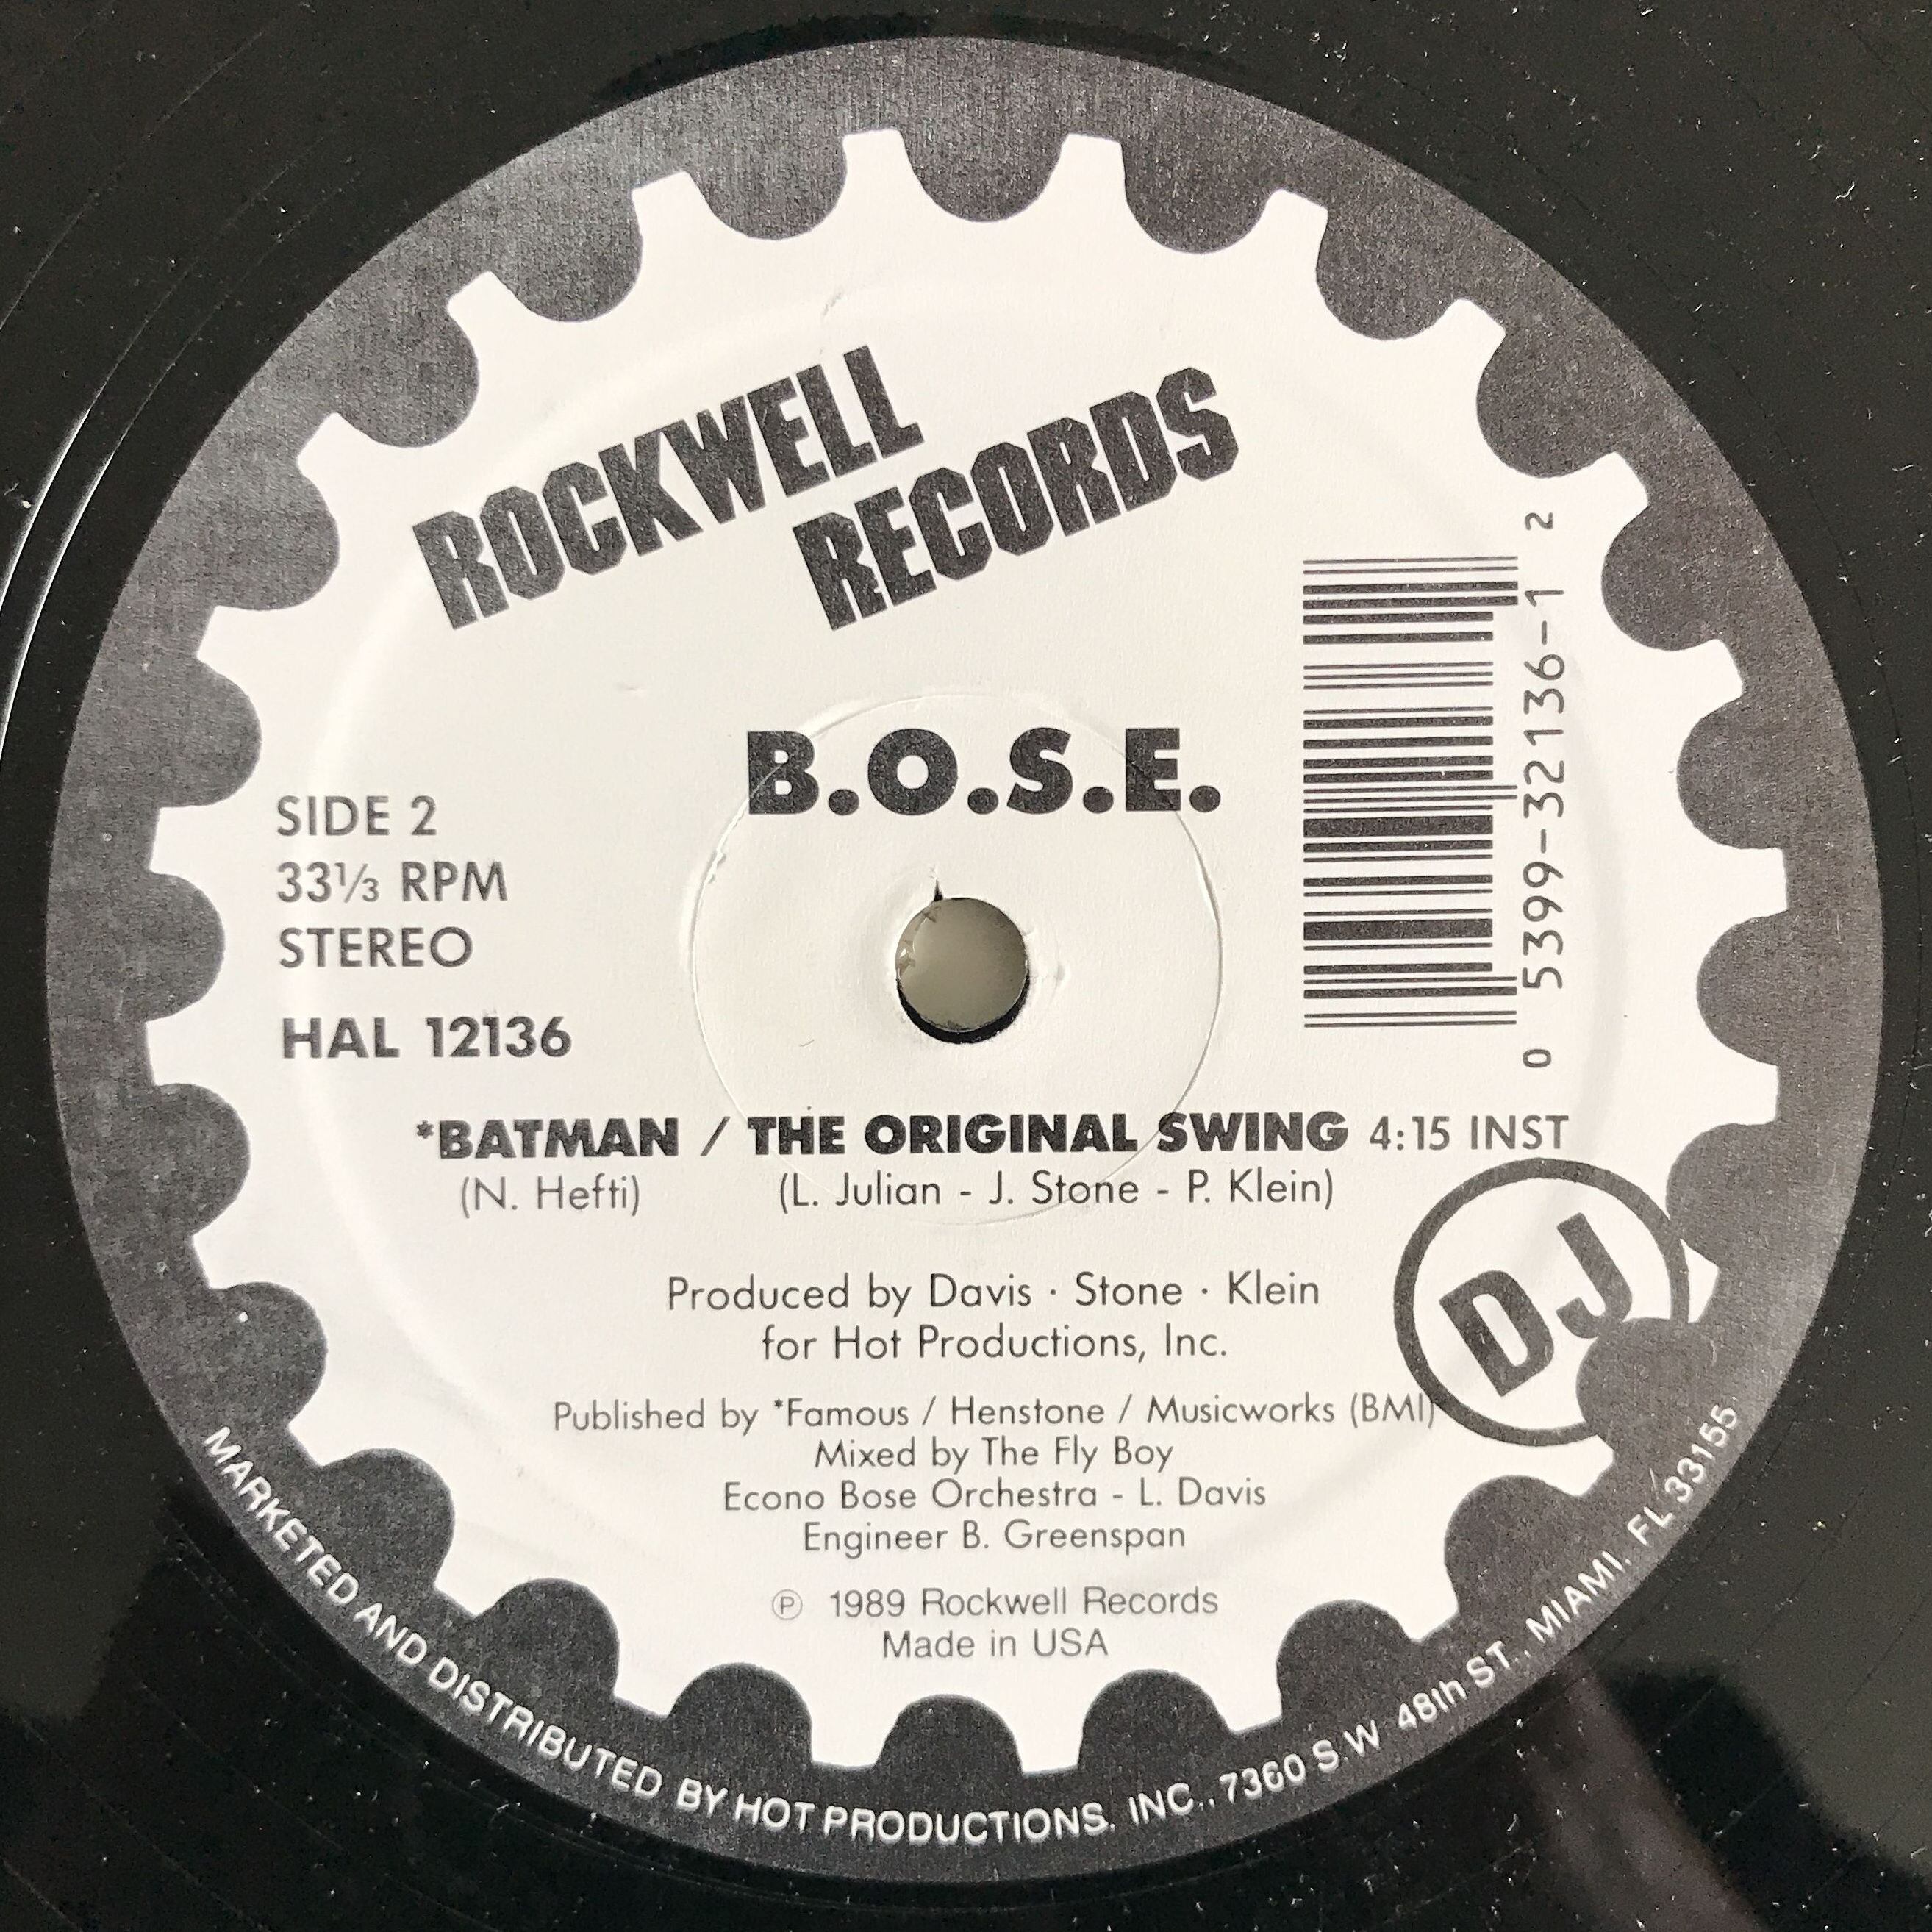 ROCKWELL
RECORDS
B.O.S.E.
SIDE 2
33⅓ RPM
STEREO
HAL 12136
0 5399-32136-1 2
*BATMAN / THE ORIGINAL SWING 4:15 INST
(N. Hefti) (L. Julian - J. Stone - P. Klein)
DJ
Produced by Davis · Stone · Klein
for Hot Productions, Inc.
Published by *Famous / Henstone / Musicworks (BMI)
Mixed by The Fly Boy
Econo Bose Orchestra - L. Davis
Engineer B. Greenspan
℗ 1989 Rockwell Records
Made in USA
MARKETED AND DISTRIBUTED BY HOT PRODUCTIONS, INC., 7360 S.W. 48th ST., MIAMI, FL 33155